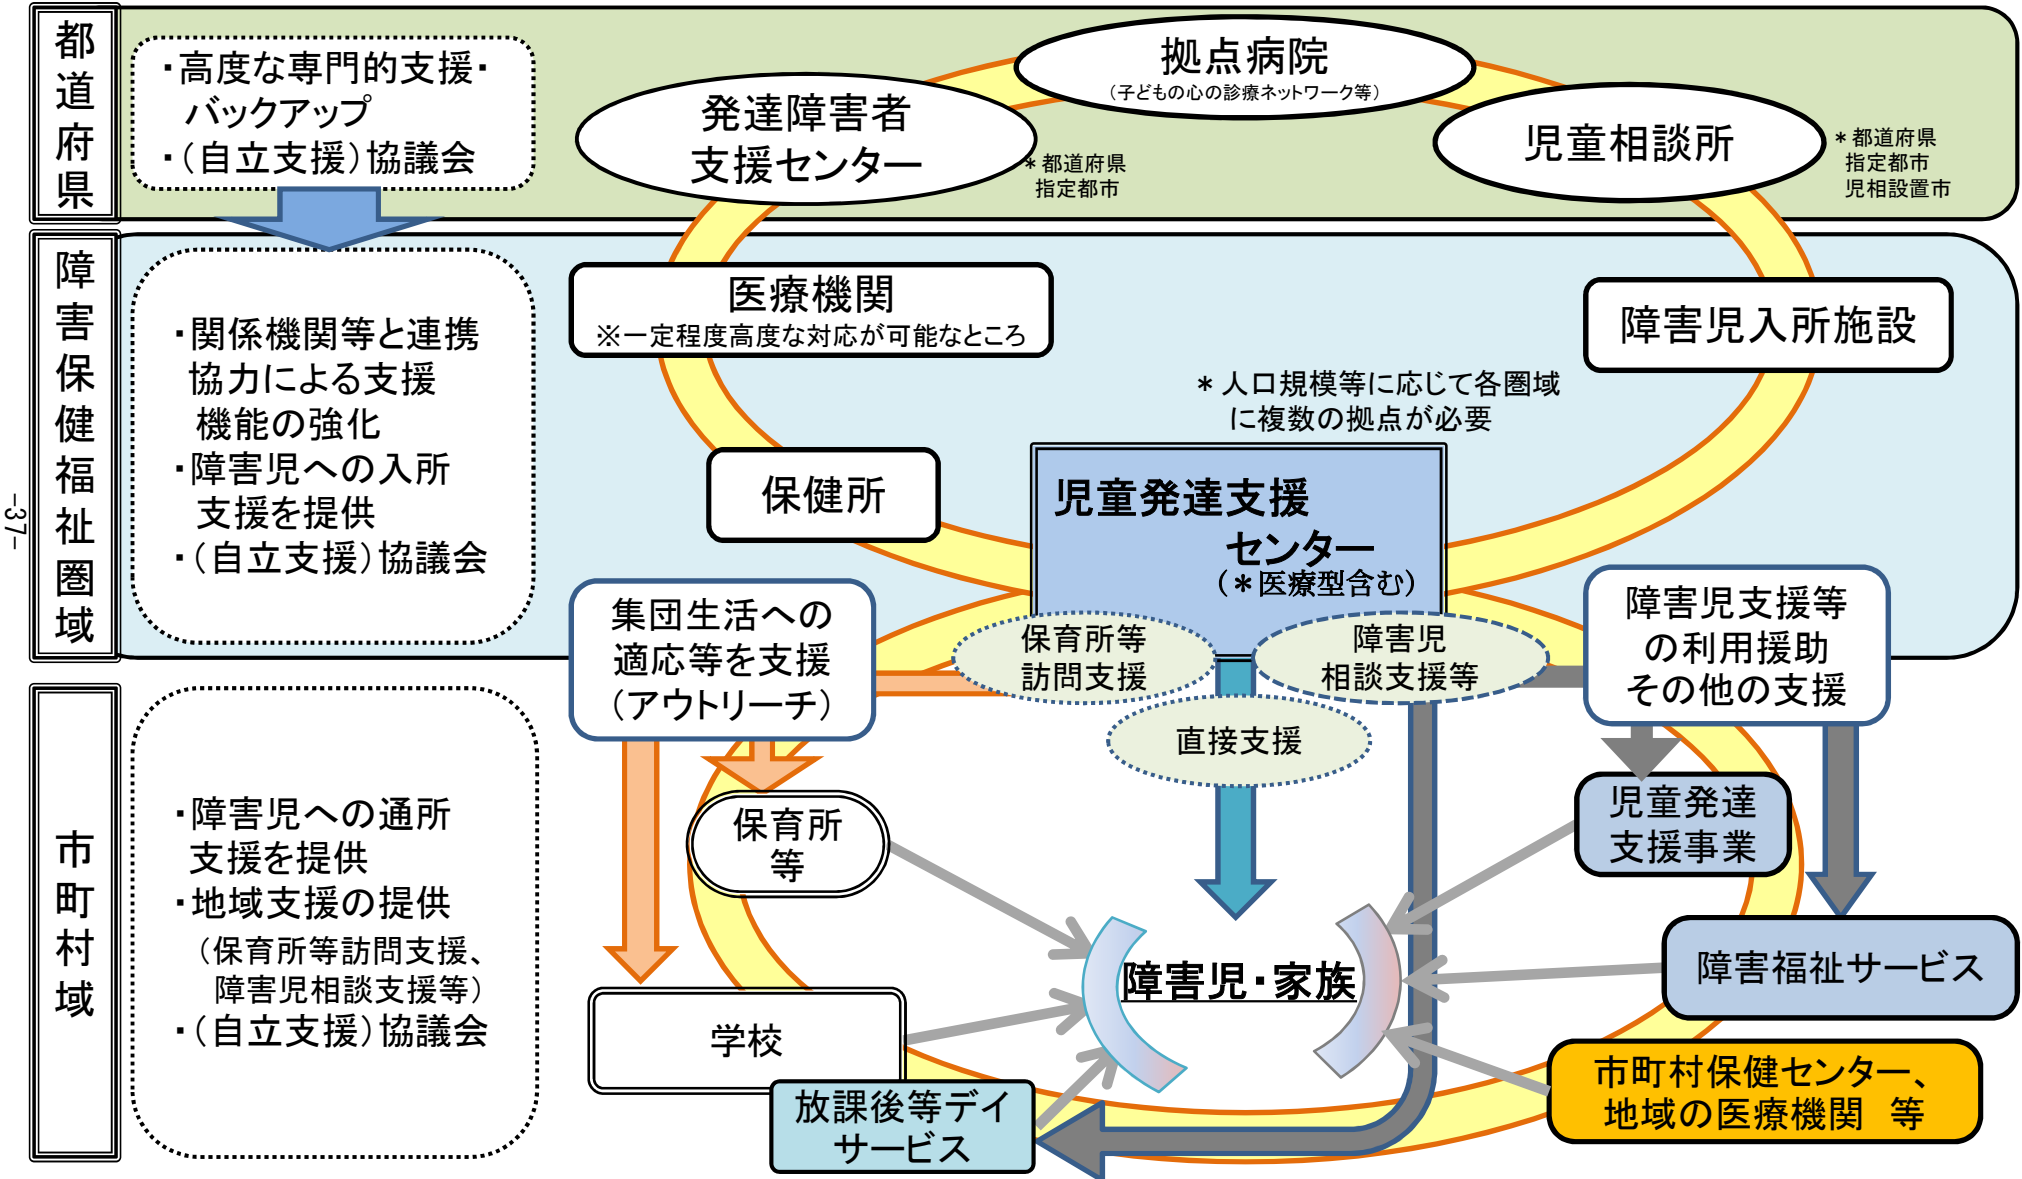 都道府県
・高度な専門的支援・
バックアップ
・(自立支援)協議会
拠点病院
(子どもの心の診療ネットワーク等)
発達障害者
支援センター
*都道府県
指定都市
児童相談所
*都道府県
指定都市
児相設置市
障害保健福祉圏域
・関係機関等と連携
協力による支援
機能の強化
・障害児への入所
支援を提供
・(自立支援)協議会
医療機関
※一定程度高度な対応が可能なところ
障害児入所施設
*人口規模等に応じて各圏域
に複数の拠点が必要
保健所
児童発達支援
センター
(*医療型含む)
集団生活への
適応等を支援
(アウトリーチ)
保育所等
訪問支援
障害児
相談支援等
直接支援
障害児支援等
の利用援助
その他の支援
市町村域
・障害児への通所
支援を提供
・地域支援の提供
(保育所等訪問支援、
障害児相談支援等)
・(自立支援)協議会
保育所
等
児童発達
支援事業
障害児・家族
障害福祉サービス
学校
放課後等デイ
サービス
市町村保健センター、
地域の医療機関 等
-37-